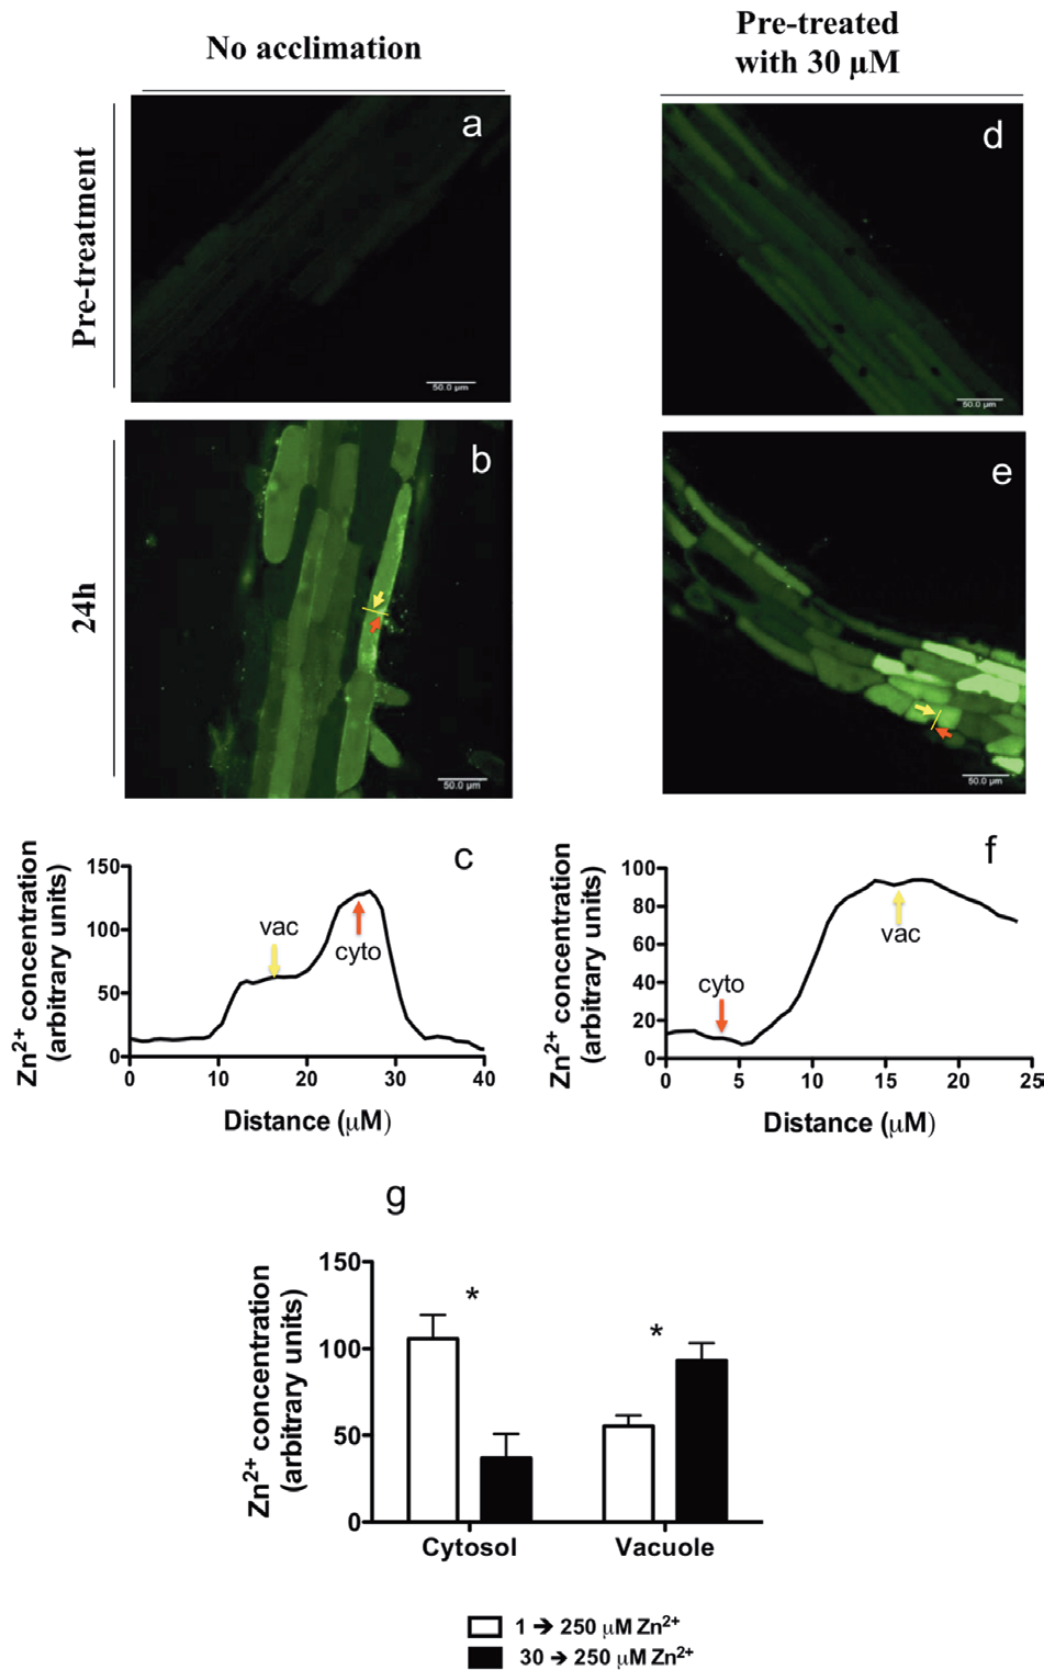 No acclimation
Pre-treated
with 30 µM
Pre-treatment
a
50.0 µm
d
50.0 µm
24h
b
50.0 µm
e
50.0 µm
c
Zn2+ concentration
(arbitrary units)
150
100
50
0
vac
cyto
0 10 20 30 40
Distance (µM)
f
Zn2+ concentration
(arbitrary units)
100
80
60
40
20
0
cyto
vac
0 5 10 15 20 25
Distance (µM)
g
Zn2+ concentration
(arbitrary units)
150
100
50
0
*
*
Cytosol Vacuole
1 → 250 µM Zn2+
30 → 250 µM Zn2+